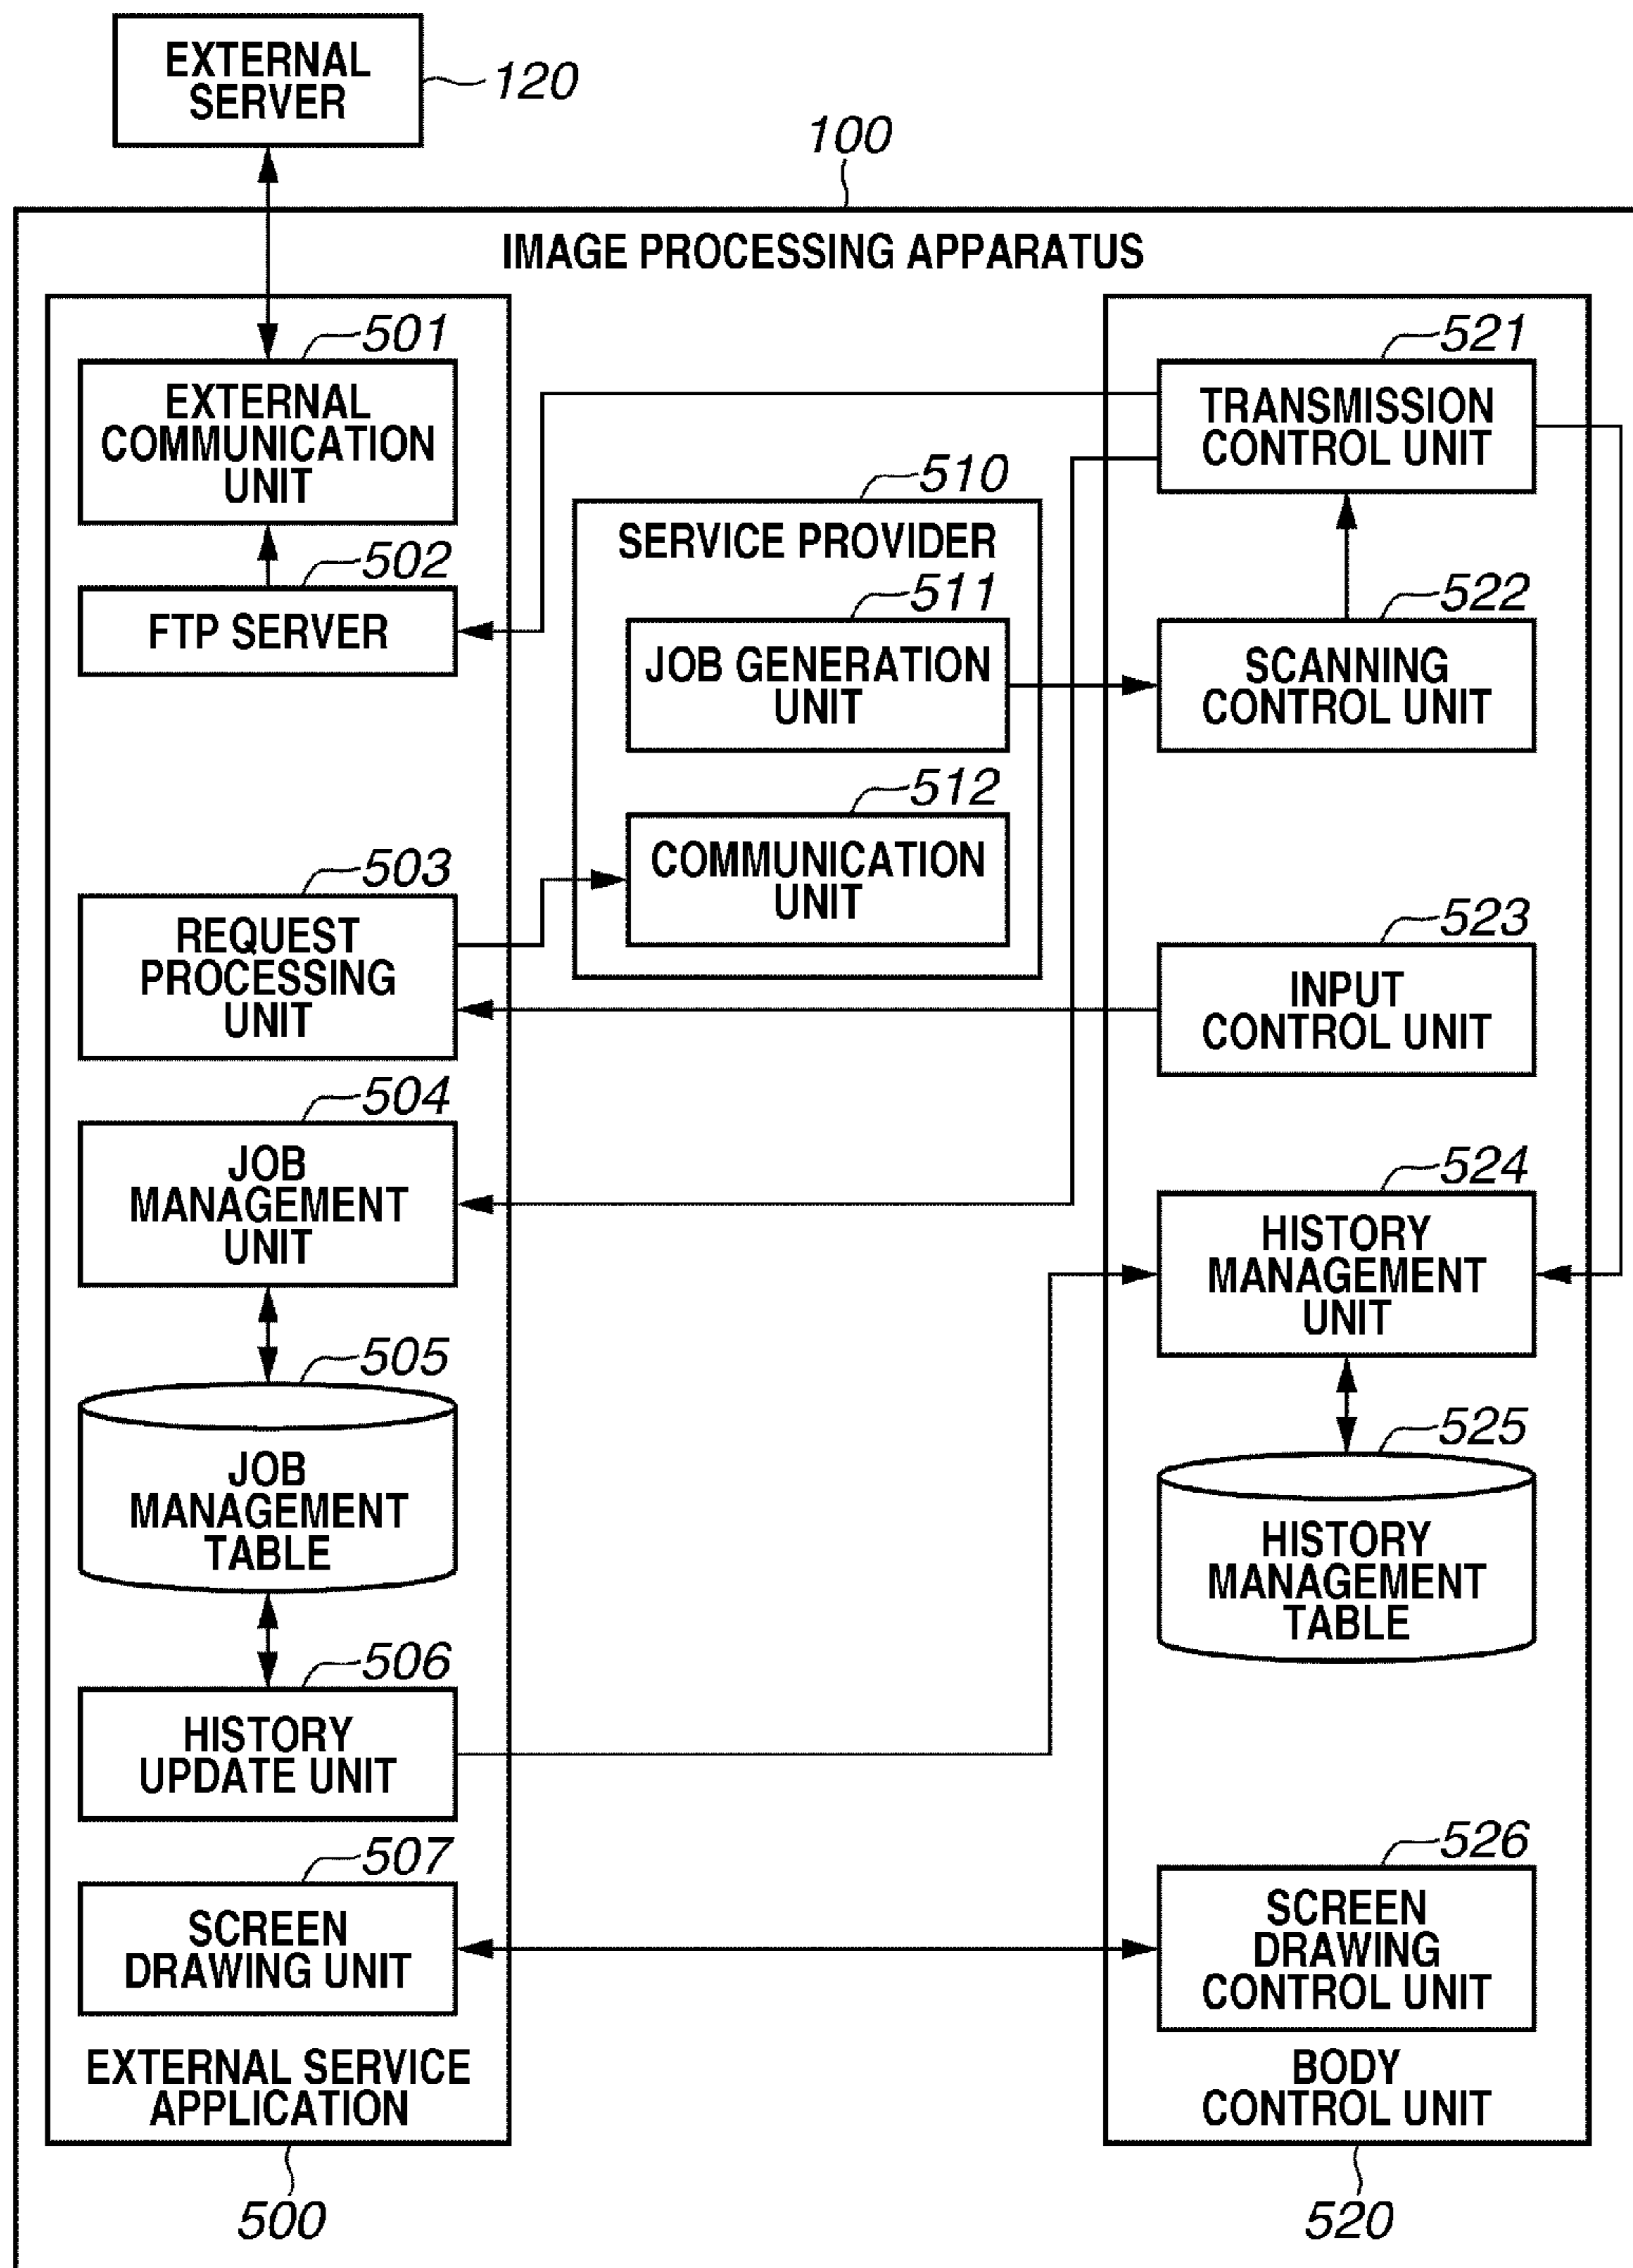 EXTERNAL
SERVER
120
100
IMAGE PROCESSING APPARATUS
501
EXTERNAL
COMMUNICATION
UNIT
502
FTP SERVER
503
REQUEST
PROCESSING
UNIT
504
JOB
MANAGEMENT
UNIT
505
JOB
MANAGEMENT
TABLE
506
HISTORY
UPDATE UNIT
507
SCREEN
DRAWING UNIT
EXTERNAL SERVICE
APPLICATION
500
510
SERVICE PROVIDER
511
JOB GENERATION
UNIT
512
COMMUNICATION
UNIT
521
TRANSMISSION
CONTROL UNIT
522
SCANNING
CONTROL UNIT
523
INPUT
CONTROL UNIT
524
HISTORY
MANAGEMENT
UNIT
525
HISTORY
MANAGEMENT
TABLE
526
SCREEN
DRAWING
CONTROL UNIT
BODY
CONTROL UNIT
520